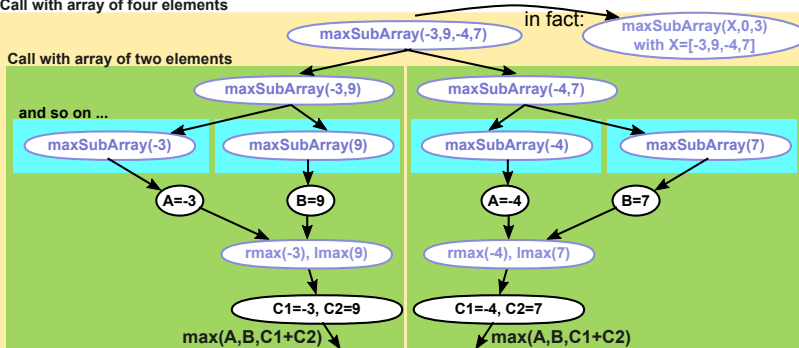 Call with array of four elements
in fact:
maxSubArray(-3,9,-4,7)
maxSubArray(X,0,3)
with X=[-3,9,-4,7]
Call with array of two elements
maxSubArray(-3,9)
maxSubArray(-4,7)
and so on ...
maxSubArray(-3)
maxSubArray(9)
maxSubArray(-4)
maxSubArray(7)
A=-3
B=9
A=-4
B=7
rmax(-3), lmax(9)
rmax(-4), lmax(7)
C1=-3, C2=9
C1=-4, C2=7
max(A,B,C1+C2)
max(A,B,C1+C2)